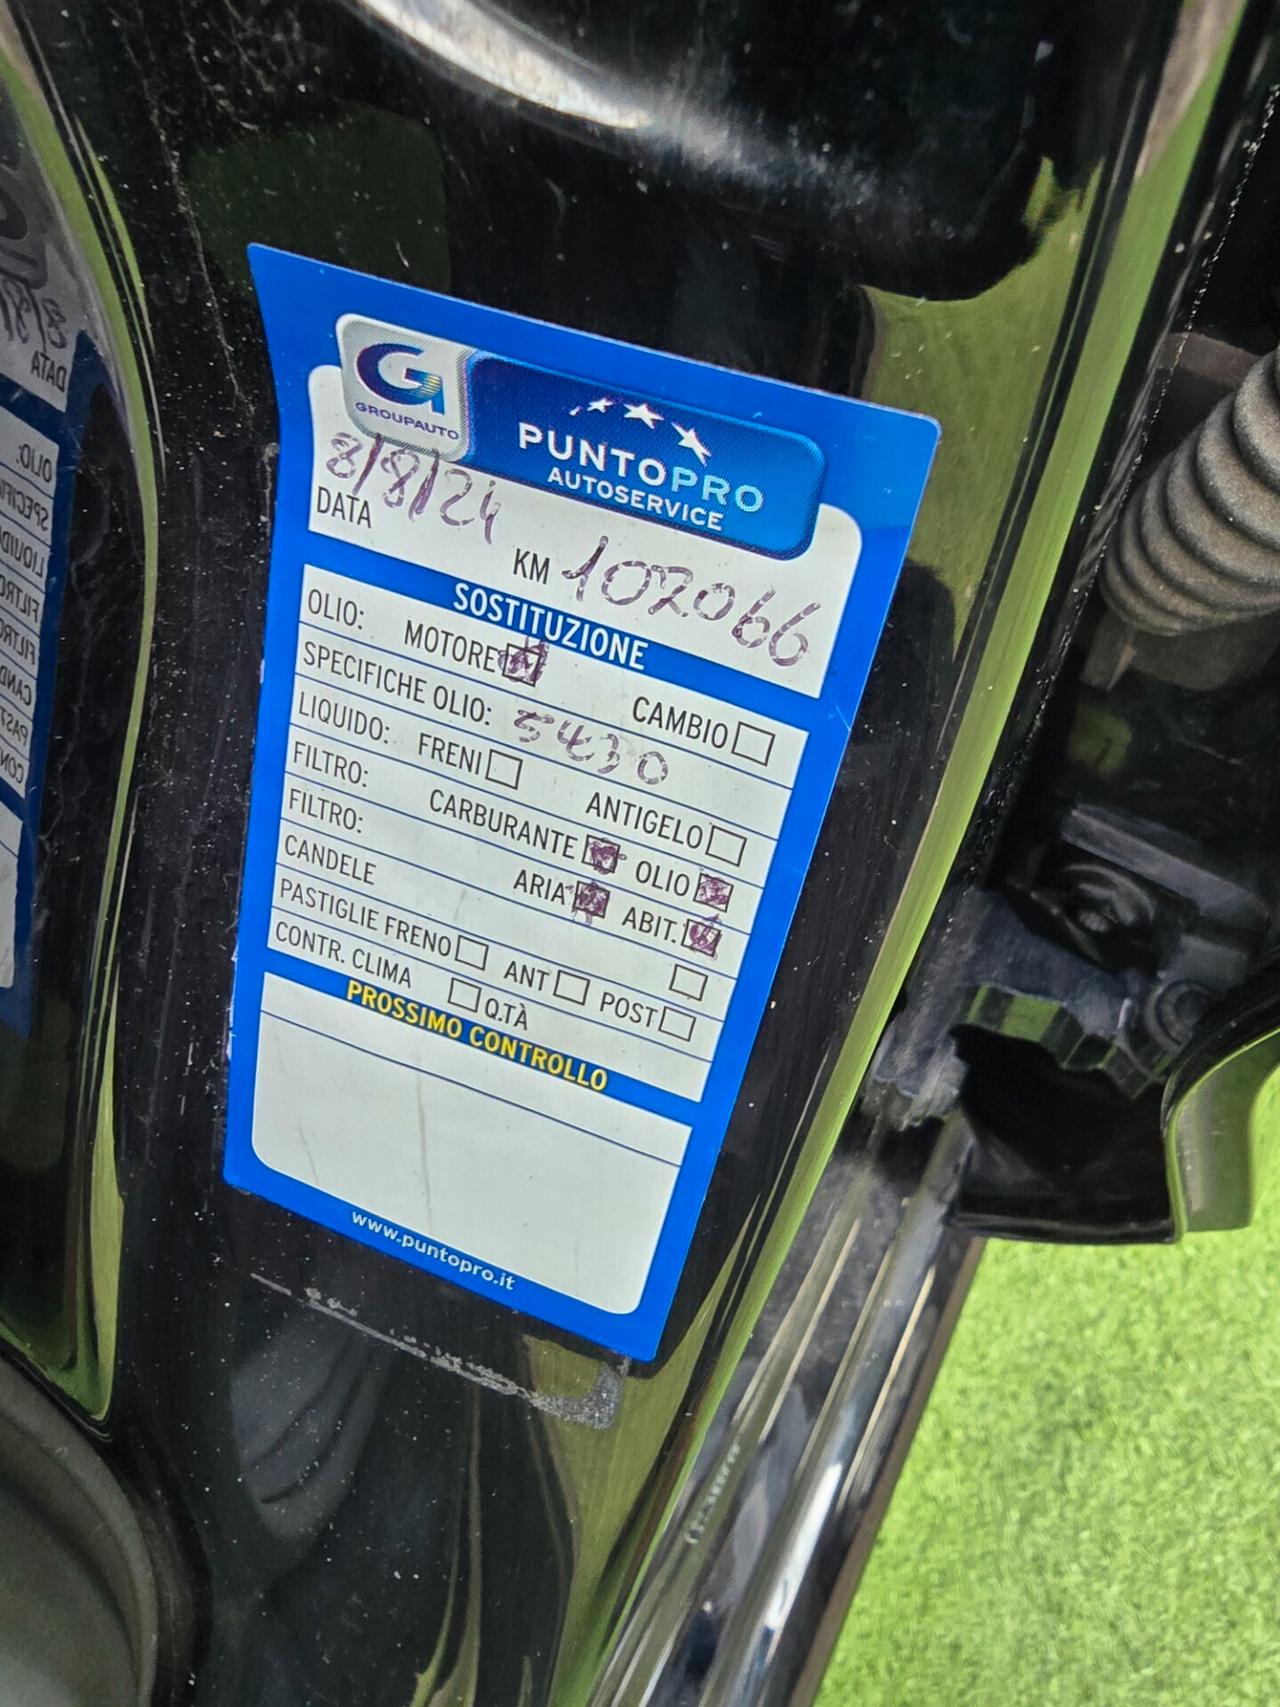 GROUPAUTO
PUNTOPRO
AUTOSERVICE
8/8/24
DATA
KM 102066
SOSTITUZIONE
OLIO: MOTORE CAMBIO
SPECIFICHE OLIO: 5W30
LIQUIDO: FRENI ANTIGELO
FILTRO: CARBURANTE OLIO
FILTRO: ARIA ABIT.
CANDELE
PASTIGLIE FRENO ANT POST
CONTR. CLIMA Q.TÀ
PROSSIMO CONTROLLO
www.puntopro.it